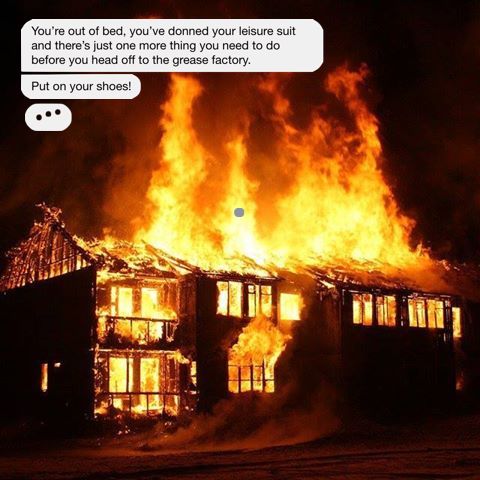 You're out of bed, you've donned your leisure suit
and there's just one more thing you need to do
before you head off to the grease factory.
Put on your shoes!